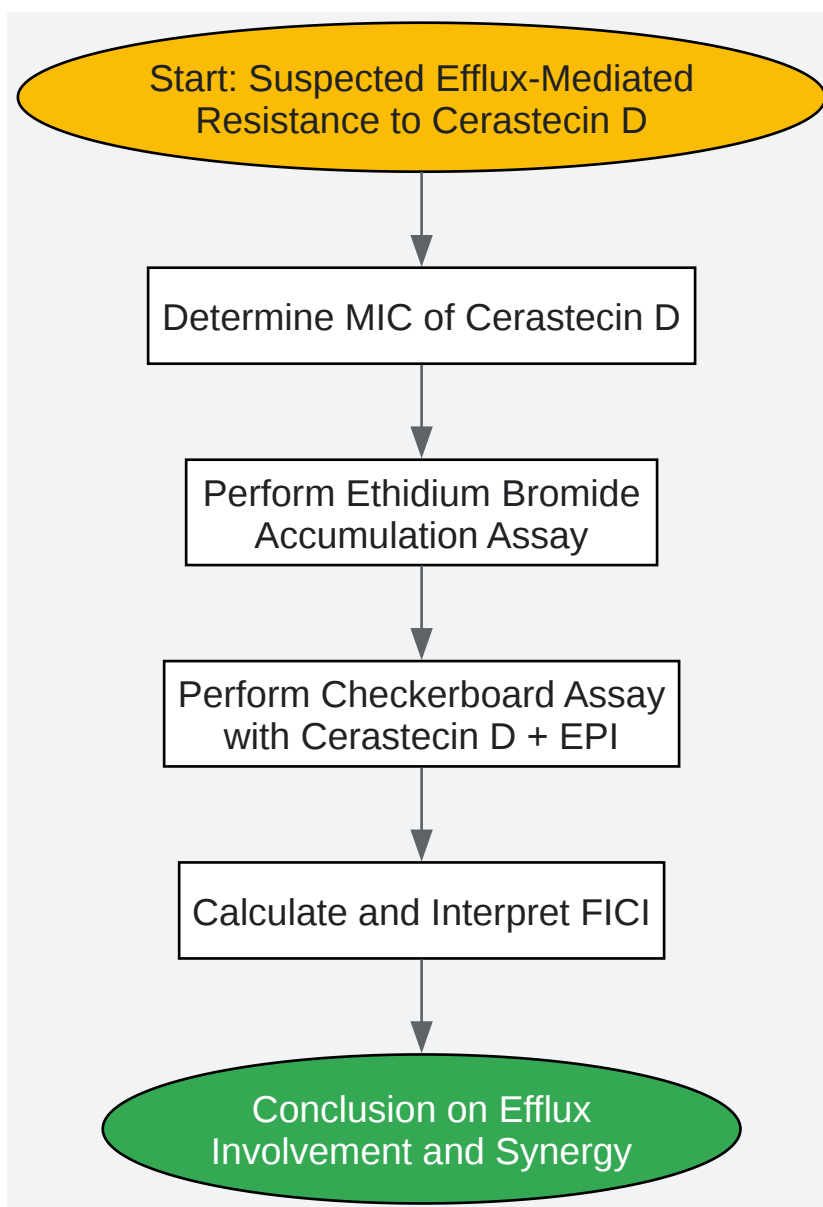 Start: Suspected Efflux-Mediated
Resistance to Cerastecin D
Determine MIC of Cerastecin D
Perform Ethidium Bromide
Accumulation Assay
Perform Checkerboard Assay
with Cerastecin D + EPI
Calculate and Interpret FICI
Conclusion on Efflux
Involvement and Synergy